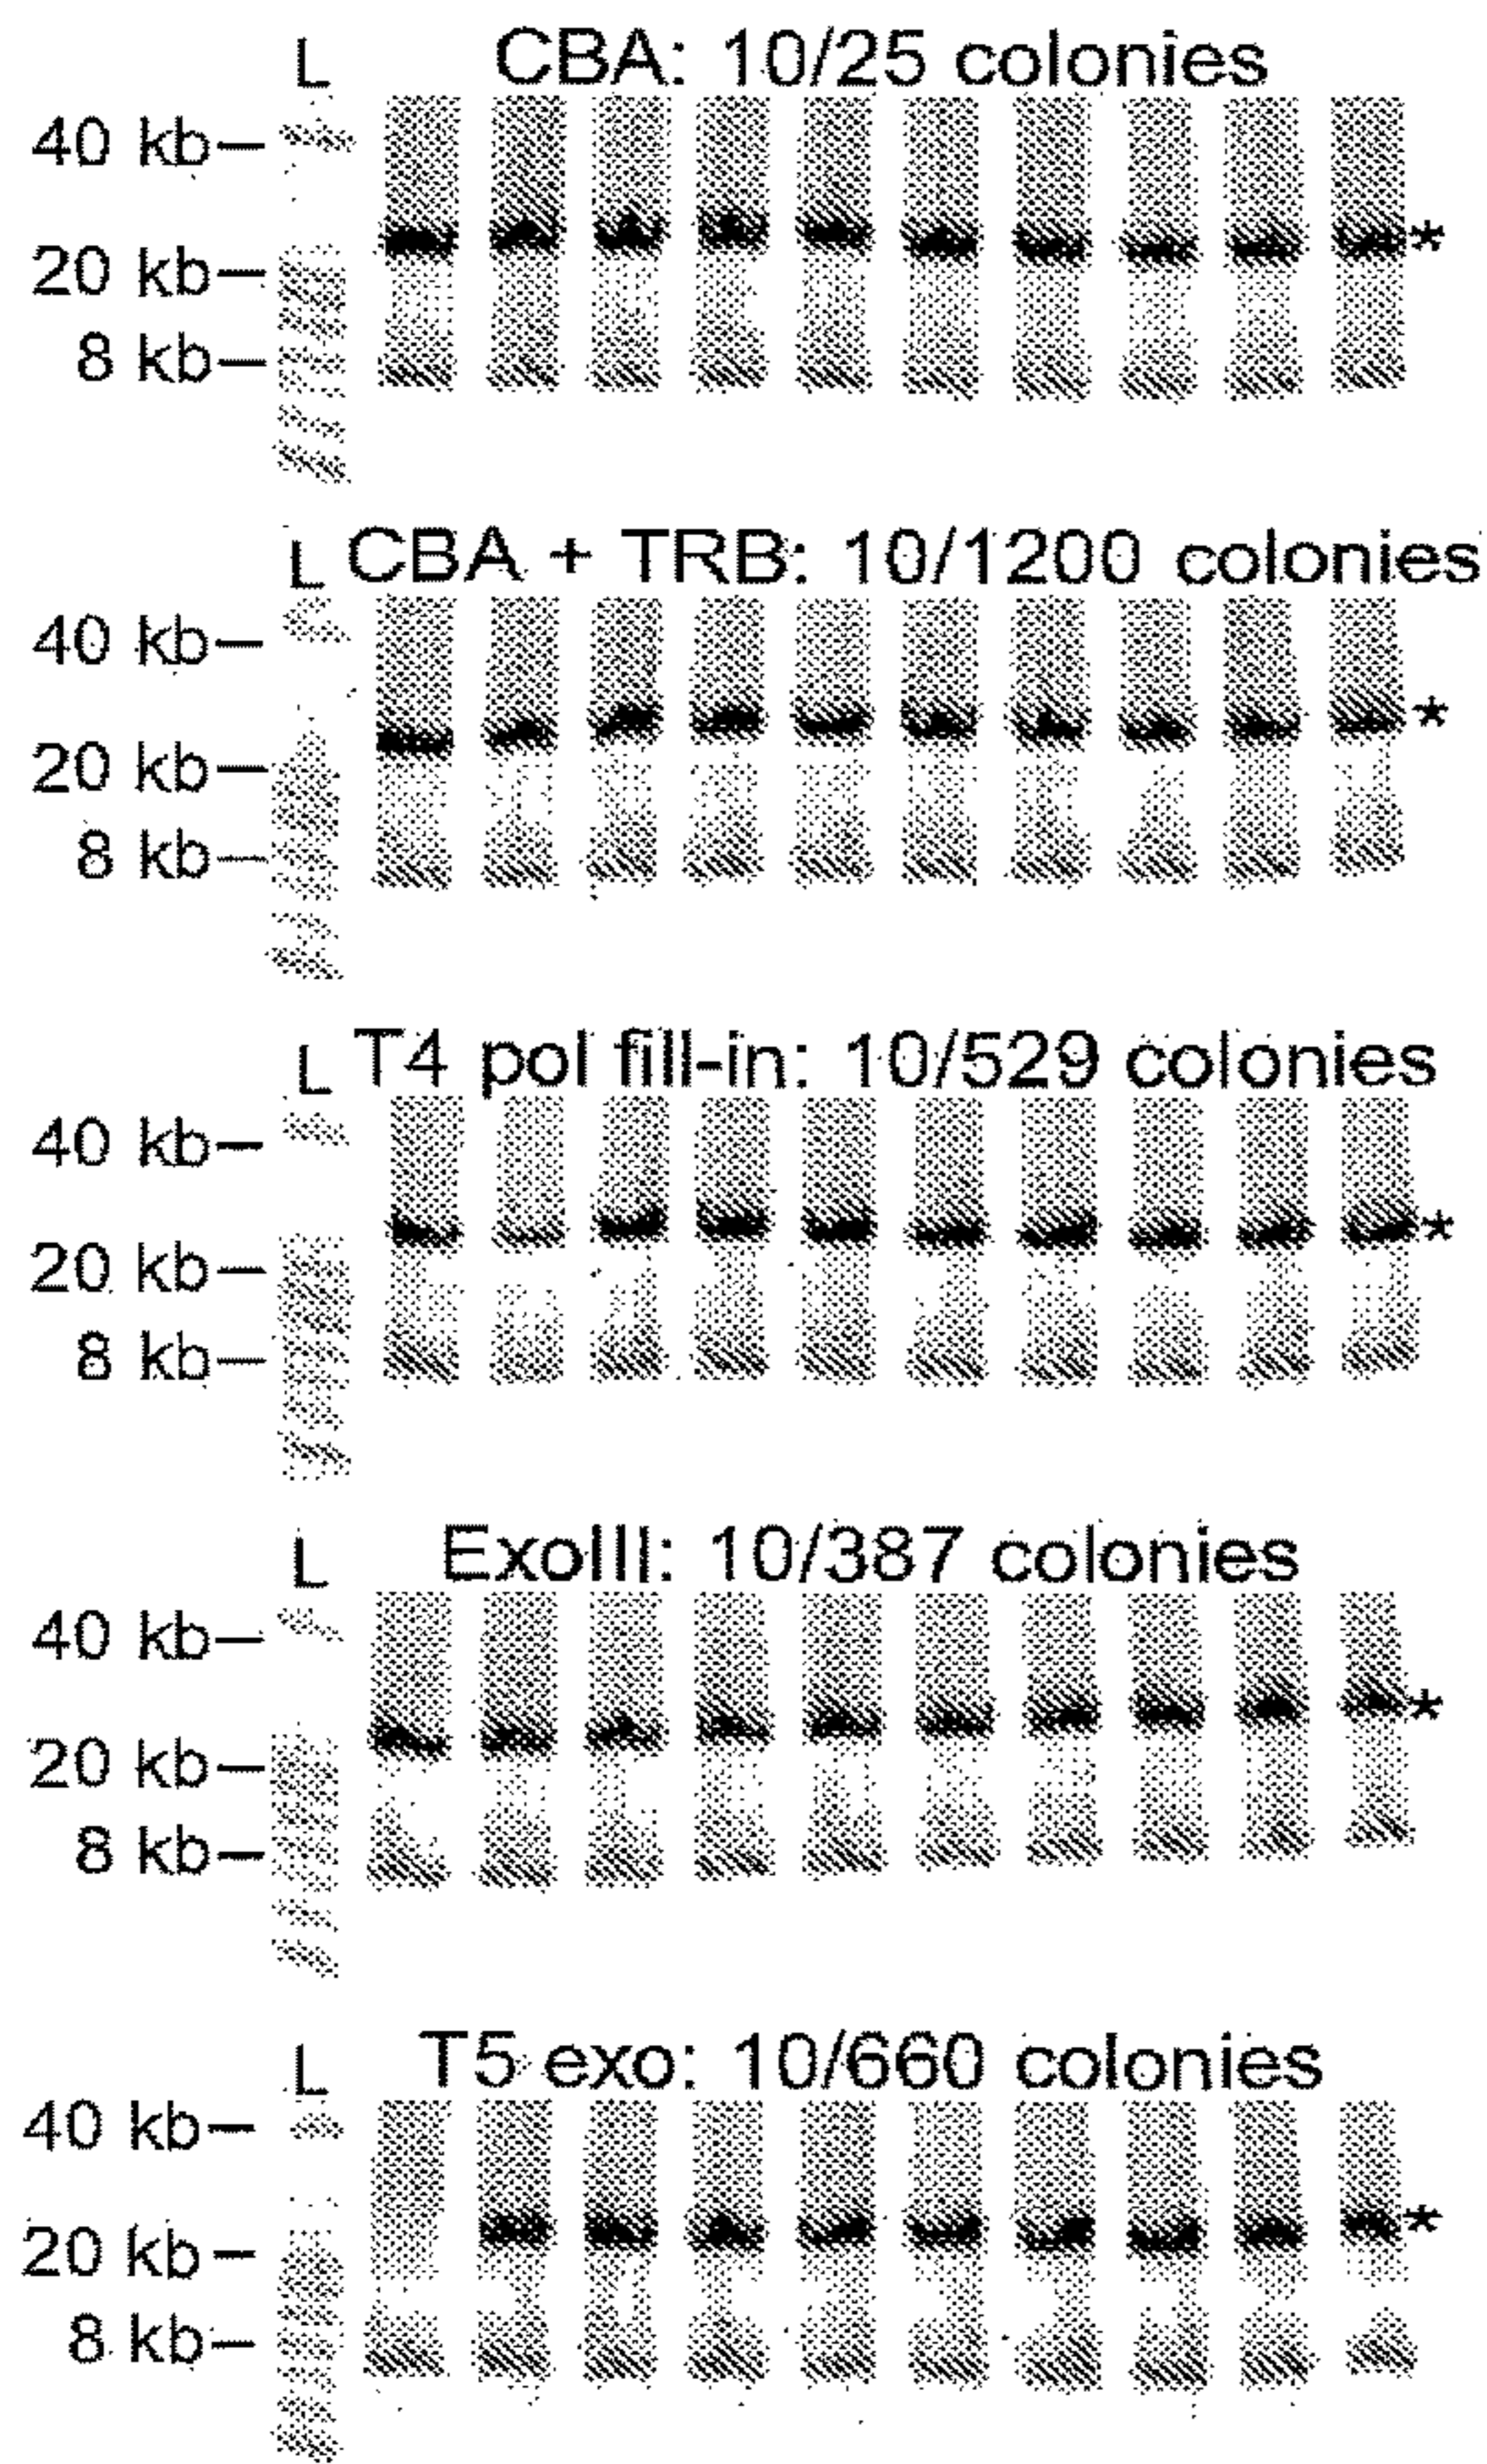 L CBA: 10/25 colonies
40 kb
20 kb *
8 kb
L CBA + TRB: 10/1200 colonies
40 kb
*
20 kb
8 kb
L T4 pol fill-in: 10/529 colonies
40 kb
*
20 kb
8 kb
L ExoIII: 10/387 colonies
40 kb
*
20 kb
8 kb
L T5 exo: 10/660 colonies
40 kb
*
20 kb
8 kb